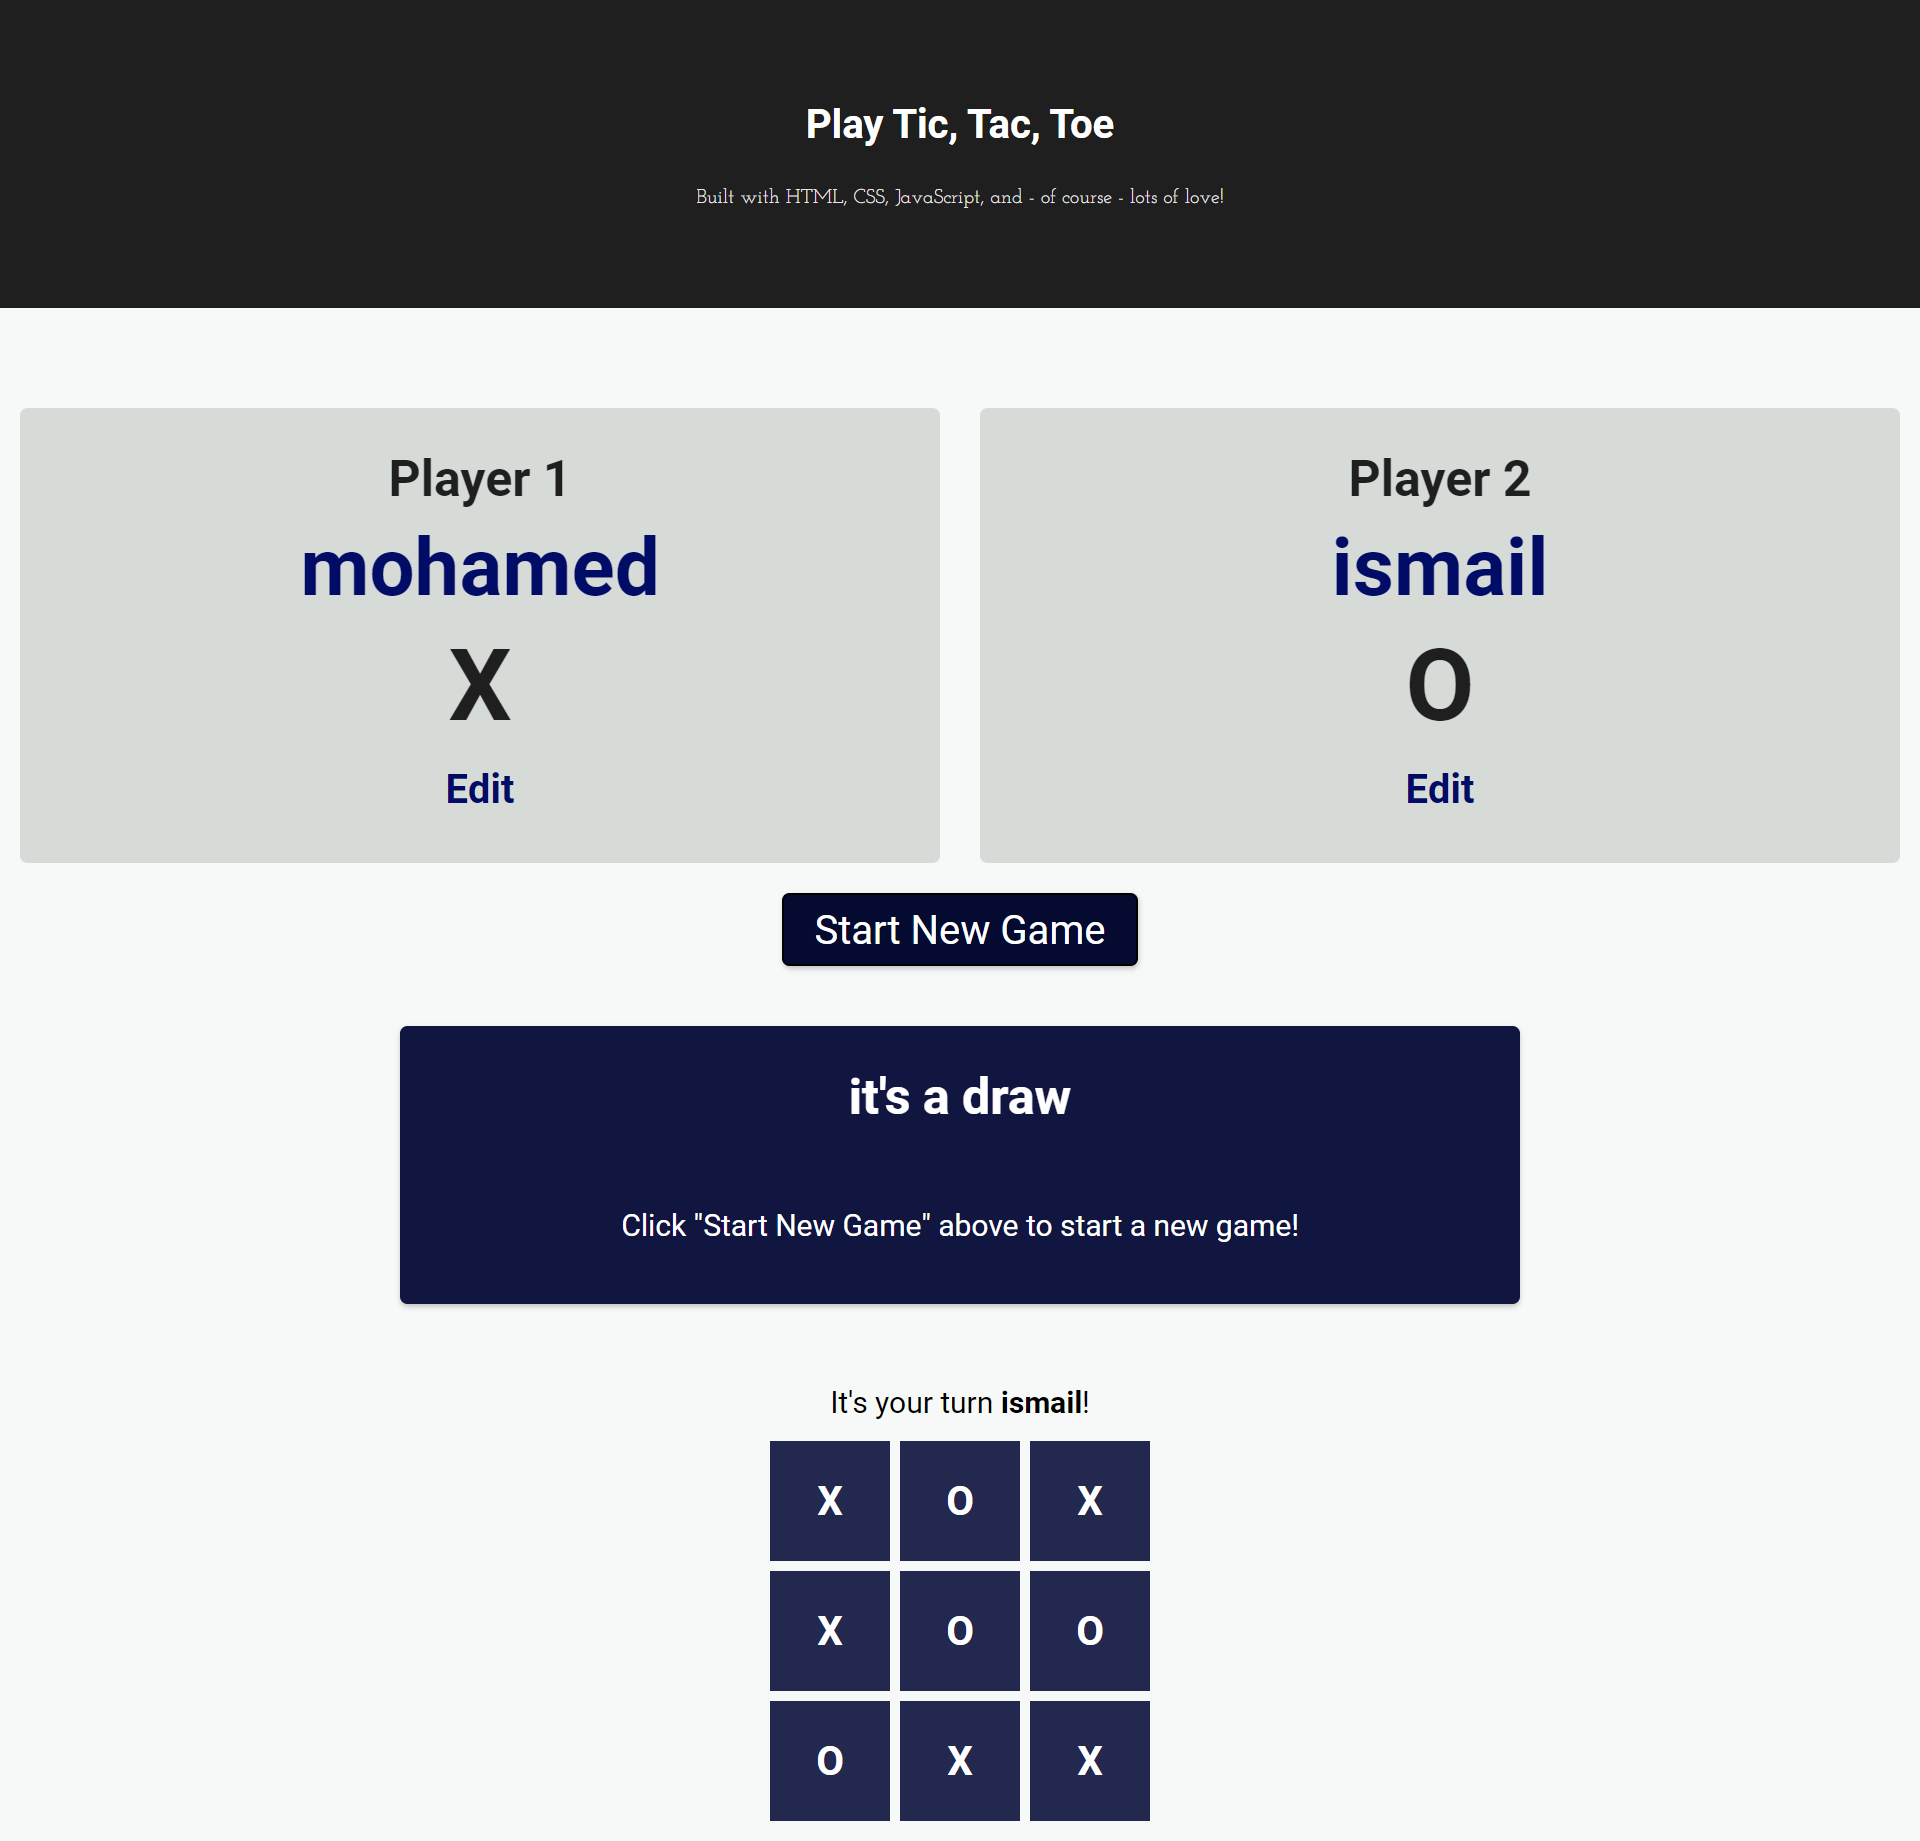 Play Tic, Tac, Toe
Built with HTML, CSS, JavaScript, and - of course - lots of love!
Player 1
mohamed
X
Edit
Player 2
ismail
O
Edit
Start New Game
it's a draw
Click "Start New Game" above to start a new game!
It's your turn ismail!
X O X
X O O
O X X